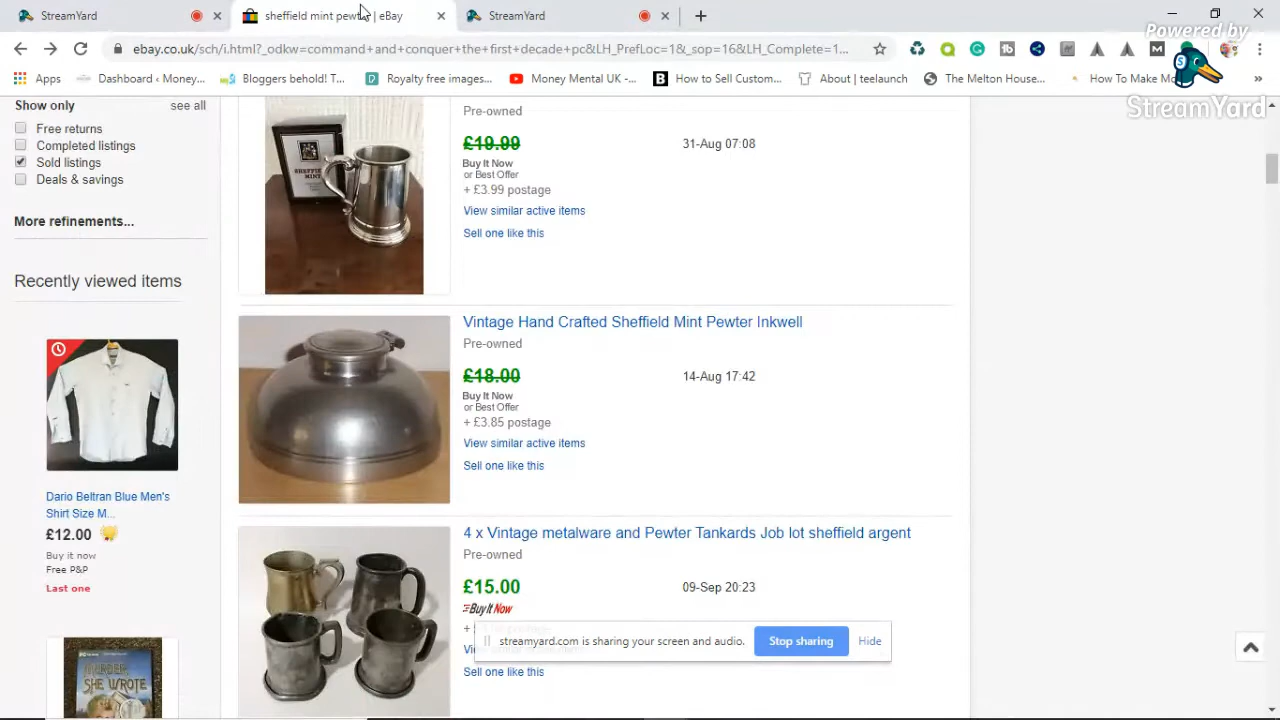 StreamYard
sheffield mint pewt | eBay
StreamYard
ebay.co.uk/sch/i.html?_odkw=command+and+conquer+the+first+decade+pc&LH_PrefLoc=1&_sop=16&LH_Complete=1...
Powered by
StreamYard
Apps
Dashboard ‹ Money...
Bloggers behold! T...
Royalty free images...
Money Mental UK -...
How to Sell Custom...
About | teelaunch
The Melton House...
How To Make Mo
Show only
see all
Free returns
Completed listings
Sold listings
Deals & savings
More refinements...
Recently viewed items
Dario Beltran Blue Men's
Shirt Size M...
£12.00
Buy it now
Free P&P
Last one
MURDER,
SHE WROTE
SHEFFIELD
MINT
Pre-owned
£19.99
31-Aug 07:08
Buy It Now
or Best Offer
+ £3.99 postage
View similar active items
Sell one like this
Vintage Hand Crafted Sheffield Mint Pewter Inkwell
Pre-owned
£18.00
14-Aug 17:42
Buy It Now
or Best Offer
+ £3.85 postage
View similar active items
Sell one like this
4 x Vintage metalware and Pewter Tankards Job lot sheffield argent
Pre-owned
£15.00
09-Sep 20:23
Buy It Now
streamyard.com is sharing your screen and audio.
Stop sharing
Hide
Sell one like this